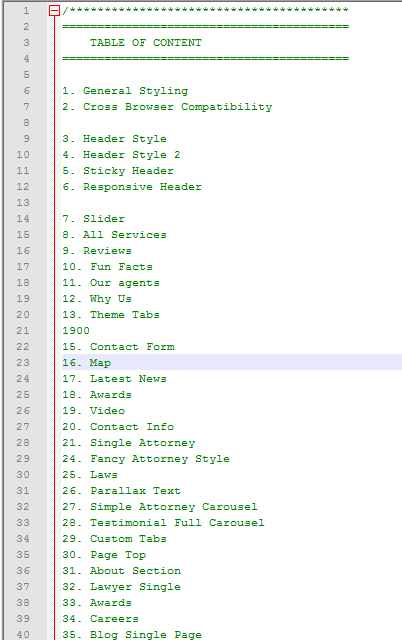 1 /****************************************
2 =========================================
3 TABLE OF CONTENT
4 =========================================
5
6 1. General Styling
7 2. Cross Browser Compatibility
8
9 3. Header Style
10 4. Header Style 2
11 5. Sticky Header
12 6. Responsive Header
13
14 7. Slider
15 8. All Services
16 9. Reviews
17 10. Fun Facts
18 11. Our agents
19 12. Why Us
20 13. Theme Tabs
21 1900
22 15. Contact Form
23 16. Map
24 17. Latest News
25 18. Awards
26 19. Video
27 20. Contact Info
28 21. Single Attorney
29 24. Fancy Attorney Style
30 25. Laws
31 26. Parallax Text
32 27. Simple Attorney Carousel
33 28. Testimonial Full Carousel
34 29. Custom Tabs
35 30. Page Top
36 31. About Section
37 32. Lawyer Single
38 33. Awards
39 34. Careers
40 35. Blog Single Page